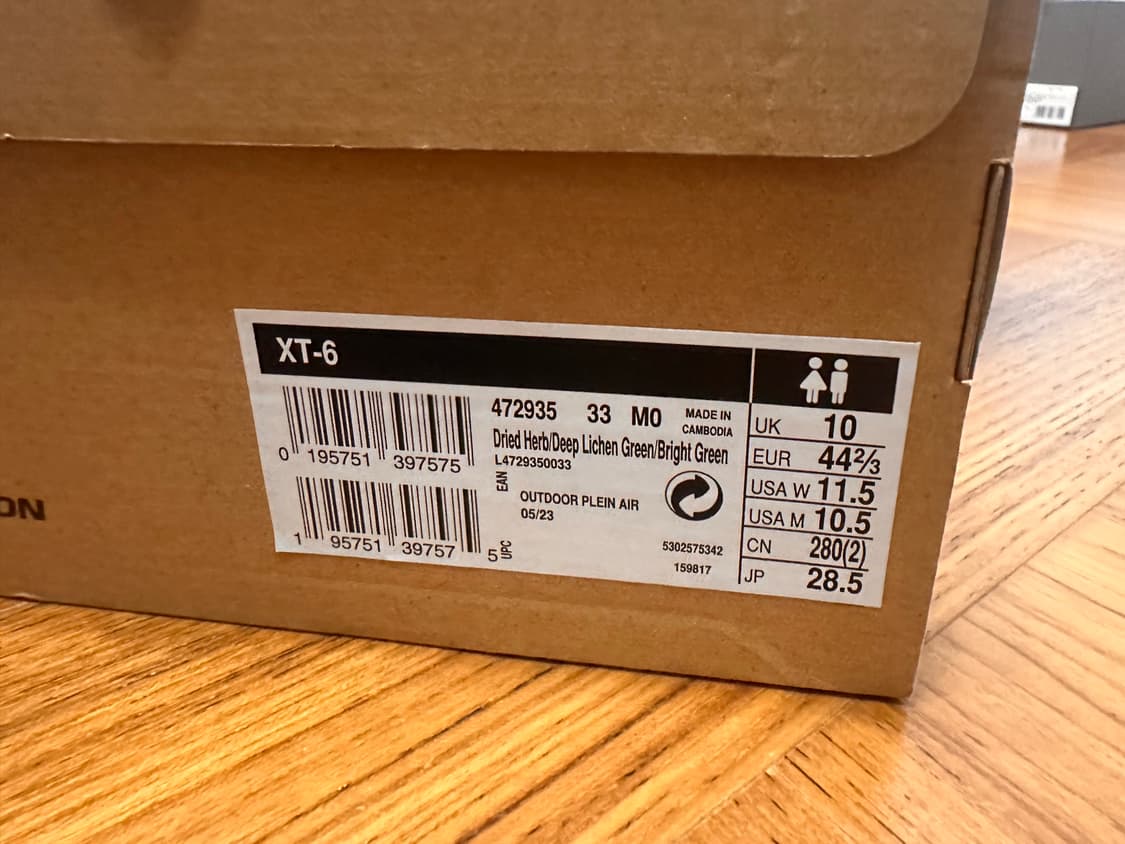 XT-6
0 195751 397575
1 95751 39757 5
UPC
EAN
472935 33 M0
MADE IN
CAMBODIA
Dried Herb/Deep Lichen Green/Bright Green
L4729350033
OUTDOOR PLEIN AIR
05/23
5302575342
159817
UK 10
EUR 44⅔
USA W 11.5
USA M 10.5
CN 280(2)
JP 28.5
ON